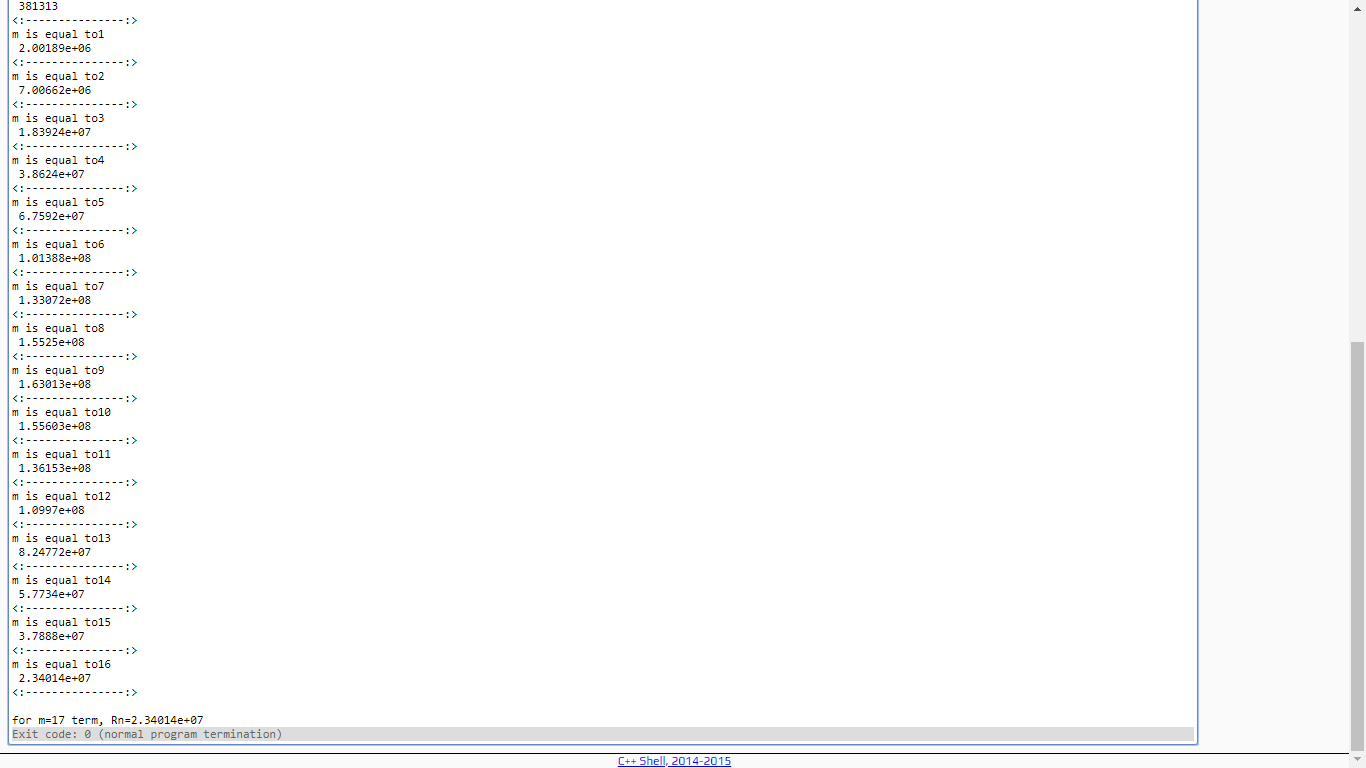 381313
<:---------------:>
m is equal to1
2.00189e+06
<:---------------:>
m is equal to2
7.00662e+06
<:---------------:>
m is equal to3
1.83924e+07
<:---------------:>
m is equal to4
3.8624e+07
<:---------------:>
m is equal to5
6.7592e+07
<:---------------:>
m is equal to6
1.01388e+08
<:---------------:>
m is equal to7
1.33072e+08
<:---------------:>
m is equal to8
1.5525e+08
<:---------------:>
m is equal to9
1.63013e+08
<:---------------:>
m is equal to10
1.55603e+08
<:---------------:>
m is equal to11
1.36153e+08
<:---------------:>
m is equal to12
1.0997e+08
<:---------------:>
m is equal to13
8.24772e+07
<:---------------:>
m is equal to14
5.7734e+07
<:---------------:>
m is equal to15
3.7888e+07
<:---------------:>
m is equal to16
2.34014e+07
<:---------------:>
for m=17 term, Rn=2.34014e+07
Exit code: 0 (normal program termination)
C++ Shell, 2014-2015